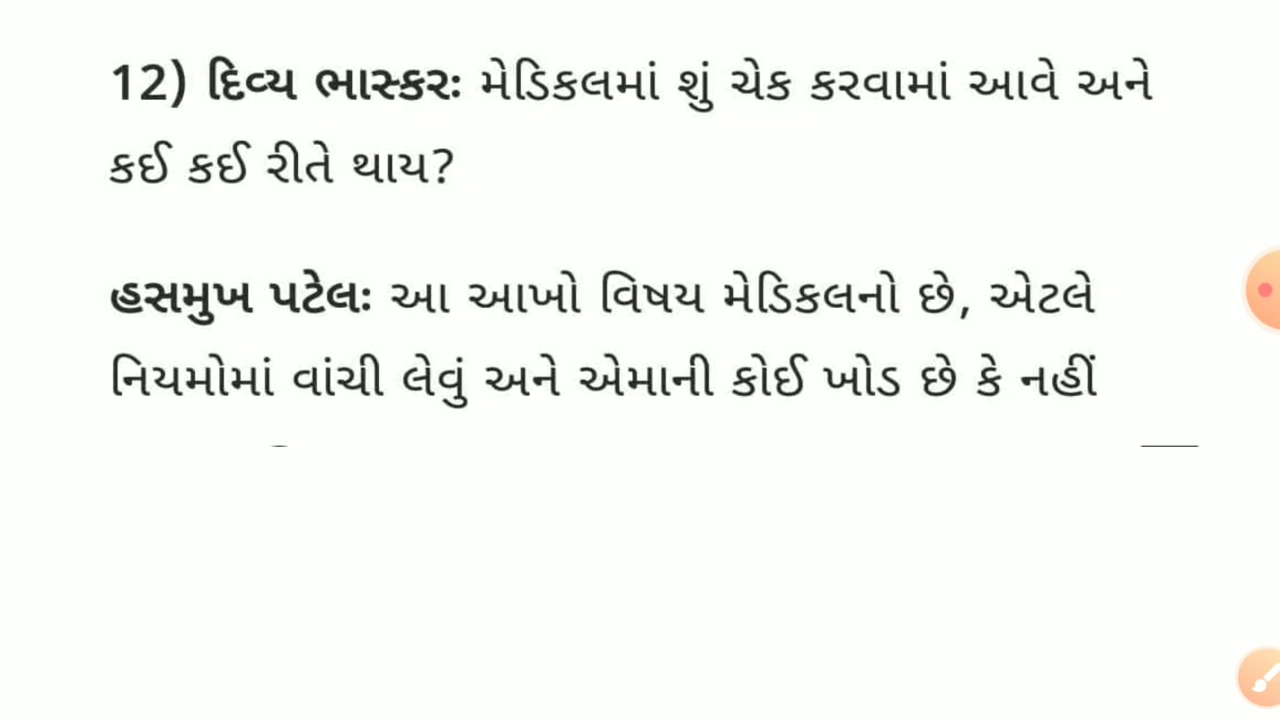 12) દિવ્ય ભાસ્કરઃ મેડિકલમાં શું ચેક કરવામાં આવે અને
કઈ કઈ રીતે થાય?
હસમુખ પટેલઃ આ આખો વિષય મેડિકલનો છે, એટલે
નિયમોમાં વાંચી લેવું અને એમાની કોઈ ખોડ છે કે નહીં